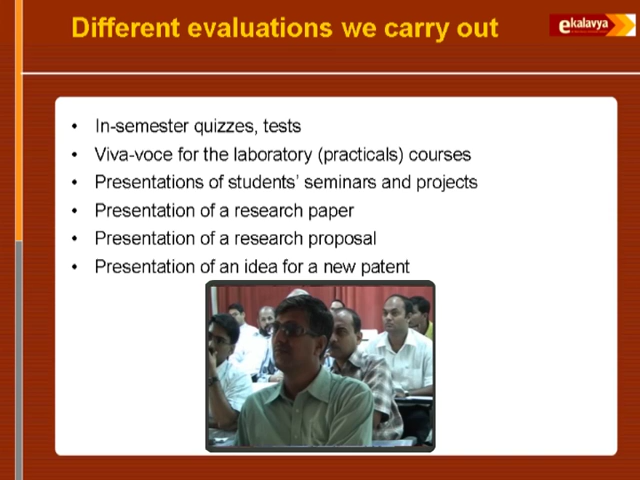 Different evaluations we carry out
ekalavya
• In-semester quizzes, tests
• Viva-voce for the laboratory (practicals) courses
• Presentations of students' seminars and projects
• Presentation of a research paper
• Presentation of a research proposal
• Presentation of an idea for a new patent